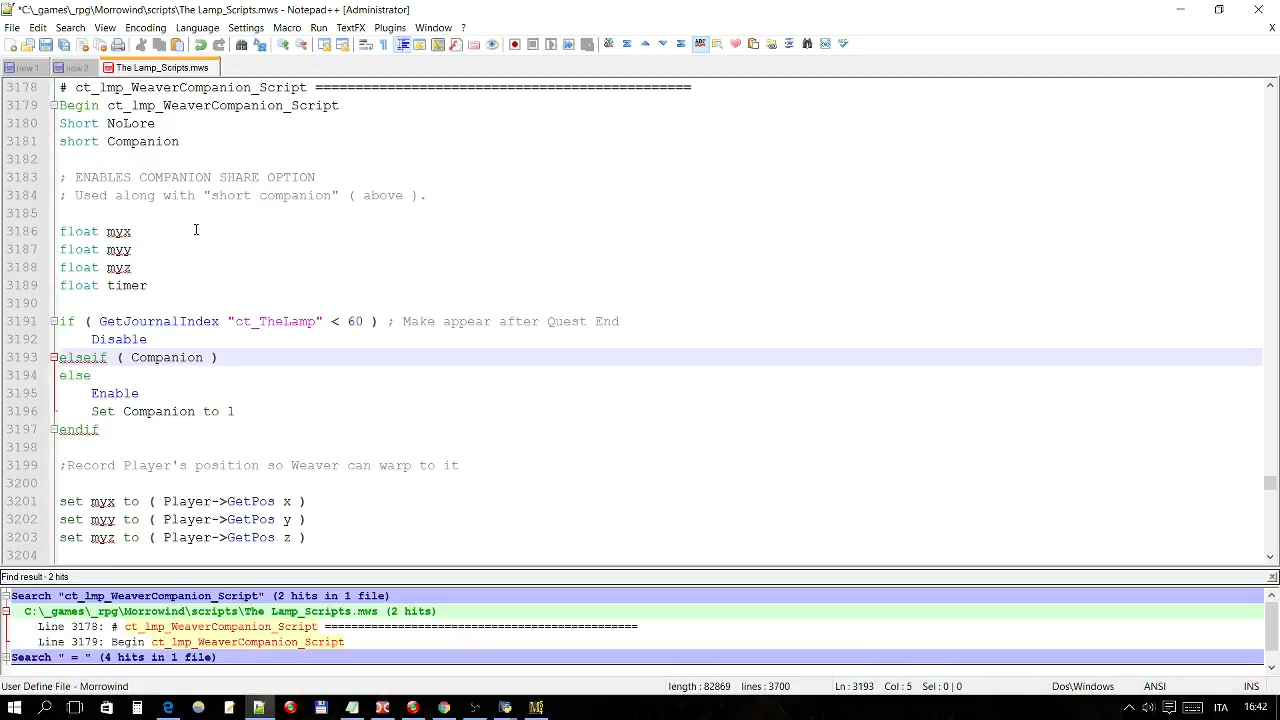 *C:\_games\_rpg\Morrowind\scripts\The Lamp_Scripts.mws - Notepad++ [Administrator]
File Edit Search View Encoding Language Settings Macro Run TextFX Plugins Window ? X
new 1 new 2 The Lamp_Scripts.mws
3178 # ct_lmp_WeaverCompanion_Script ===============================================
3179 Begin ct_lmp_WeaverCompanion_Script
3180 Short NoLore
3181 short Companion
3182
3183 ; ENABLES COMPANION SHARE OPTION
3184 ; Used along with "short companion" ( above ).
3185
3186 float myx
3187 float myy
3188 float myz
3189 float timer
3190
3191 if ( GetJournalIndex "ct_TheLamp" < 60 ) ; Make appear after Quest End
3192 Disable
3193 elseif ( Companion )
3194 else
3195 Enable
3196 Set Companion to 1
3197 endif
3198
3199 ;Record Player's position so Weaver can warp to it
3200
3201 set myx to ( Player->GetPos x )
3202 set myy to ( Player->GetPos y )
3203 set myz to ( Player->GetPos z )
3204
Find result - 2 hits
Search "ct_lmp_WeaverCompanion_Script" (2 hits in 1 file)
C:\_games\_rpg\Morrowind\scripts\The Lamp_Scripts.mws (2 hits)
Line 3178: # ct_lmp_WeaverCompanion_Script ===============================================
Line 3179: Begin ct_lmp_WeaverCompanion_Script
Search " = " (4 hits in 1 file)
User Define File - Morrowind length : 82869 lines : 3700 Ln : 3193 Col : 5 Sel : 0 | 0 Dos\Windows ANSI INS
ITA 16:42